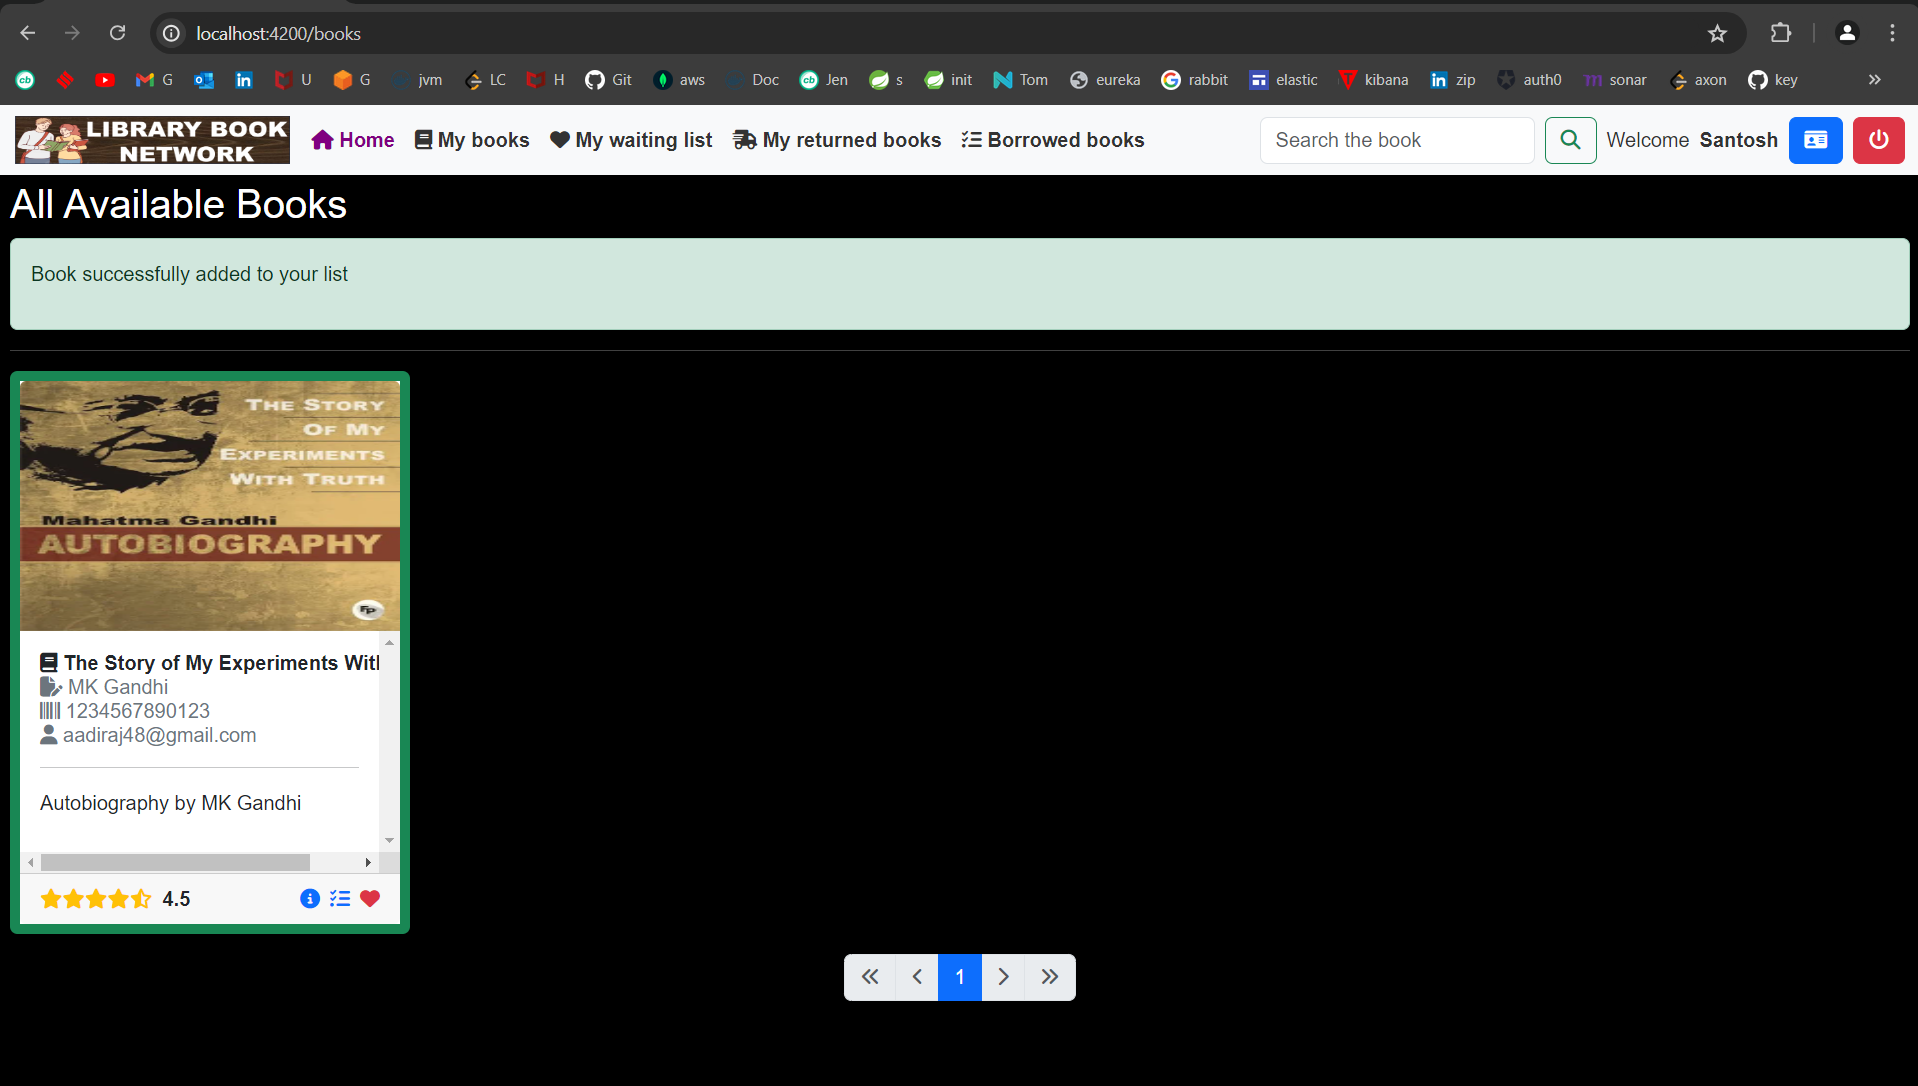 localhost:4200/books
G U G jvm LC H Git aws Doc Jen s init Tom eureka rabbit elastic kibana zip auth0 sonar axon key
LIBRARY BOOK
NETWORK
Home My books My waiting list My returned books Borrowed books Search the book Welcome Santosh
All Available Books
Book successfully added to your list
THE STORY
OF MY
EXPERIMENTS
WITH TRUTH
Mahatma Gandhi
AUTOBIOGRAPHY
FP
The Story of My Experiments With
MK Gandhi
1234567890123
aadiraj48@gmail.com
Autobiography by MK Gandhi
4.5
1